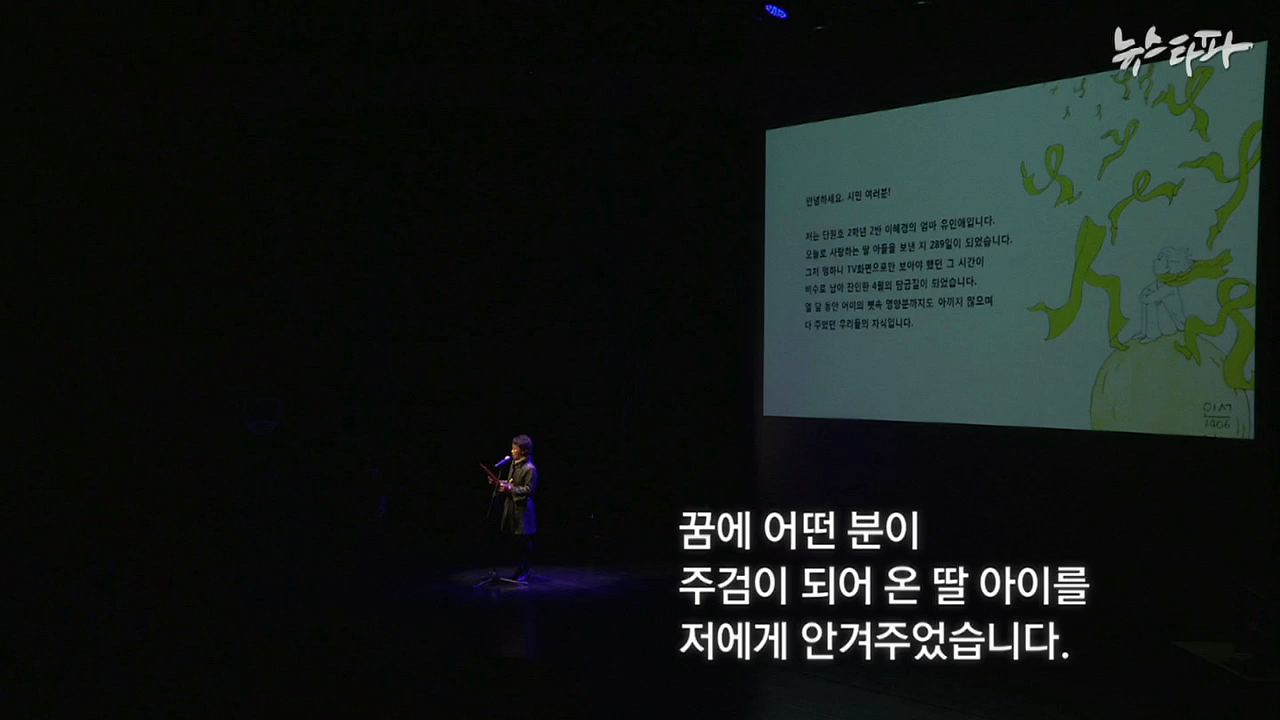 뉴스타파
안녕하세요. 시민 여러분!
저는 단원고 2학년 2반 이혜경의 엄마 유인애입니다.
오늘로 사랑하는 딸 아들을 보낸 지 289일이 되었습니다.
그저 멍하니 TV화면으로만 보아야 했던 그 시간이
비수로 남아 잔인한 4월의 담금질이 되었습니다.
열 달 동안 어미의 뼛속 영양분까지도 아끼지 않으며
다 주었던 우리들의 자식입니다.
이시
1406
꿈에 어떤 분이
주검이 되어 온 딸 아이를
저에게 안겨주었습니다.